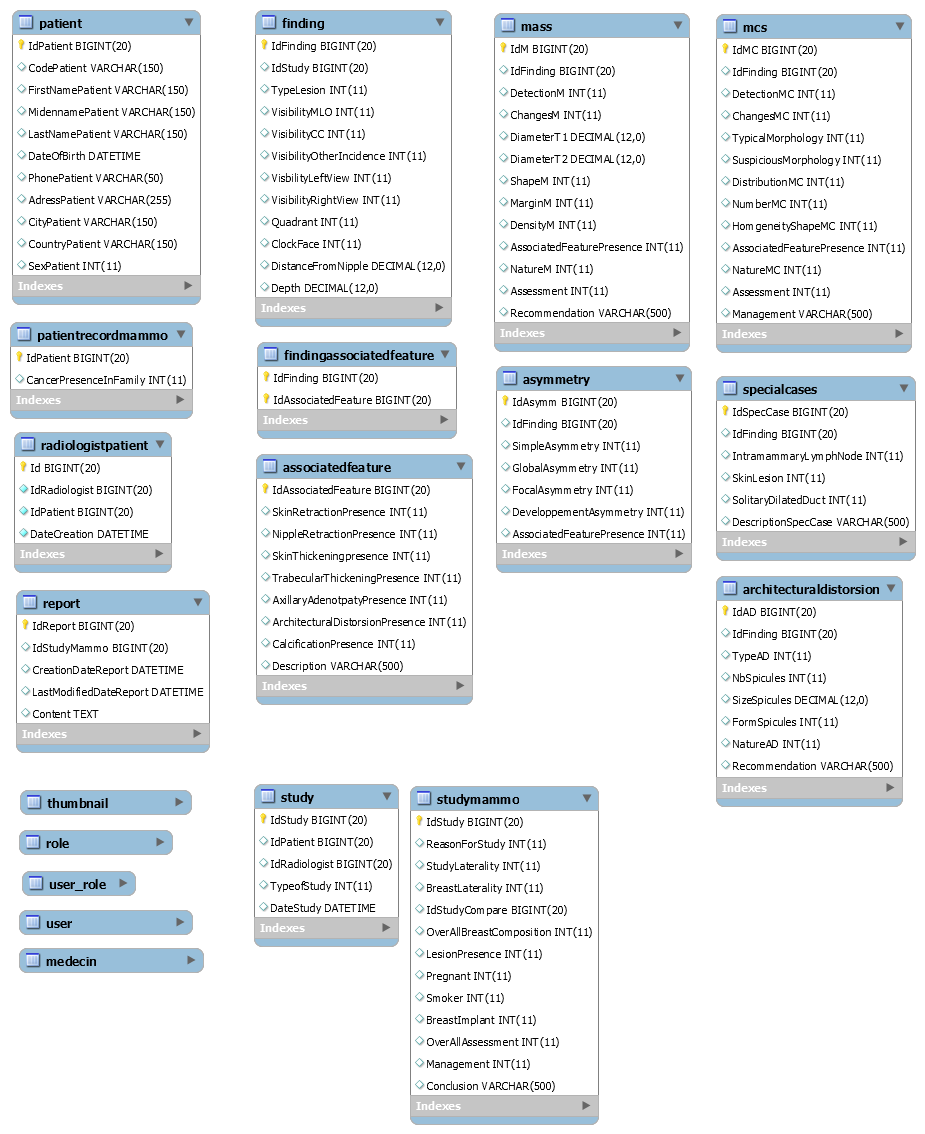 patient
IdPatient BIGINT(20)
CodePatient VARCHAR(150)
FirstNamePatient VARCHAR(150)
MidennamePatient VARCHAR(150)
LastNamePatient VARCHAR(150)
DateOfBirth DATETIME
PhonePatient VARCHAR(50)
AdressPatient VARCHAR(255)
CityPatient VARCHAR(150)
CountryPatient VARCHAR(150)
SexPatient INT(11)
Indexes
patientrecordmammo
IdPatient BIGINT(20)
CancerPresenceInFamily INT(11)
Indexes
radiologistpatient
Id BIGINT(20)
IdRadiologist BIGINT(20)
IdPatient BIGINT(20)
DateCreation DATETIME
Indexes
report
IdReport BIGINT(20)
IdStudyMammo BIGINT(20)
CreationDateReport DATETIME
LastModifiedDateReport DATETIME
Content TEXT
Indexes
thumbnail
role
user_role
user
medecin
finding
IdFinding BIGINT(20)
IdStudy BIGINT(20)
TypeLesion INT(11)
VisibilityMLO INT(11)
VisibilityCC INT(11)
VisibilityOtherIncidence INT(11)
VisbilityLeftView INT(11)
VisibilityRightView INT(11)
Quadrant INT(11)
ClockFace INT(11)
DistanceFromNipple DECIMAL(12,0)
Depth DECIMAL(12,0)
Indexes
findingassociatedfeature
IdFinding BIGINT(20)
IdAssociatedFeature BIGINT(20)
Indexes
associatedfeature
IdAssociatedFeature BIGINT(20)
SkinRetractionPresence INT(11)
NippleRetractionPresence INT(11)
SkinThickeningpresence INT(11)
TrabecularThickeningPresence INT(11)
AxillaryAdenotpatyPresence INT(11)
ArchitecturalDistorsionPresence INT(11)
CalcificationPresence INT(11)
Description VARCHAR(500)
Indexes
study
IdStudy BIGINT(20)
IdPatient BIGINT(20)
IdRadiologist BIGINT(20)
TypeofStudy INT(11)
DateStudy DATETIME
Indexes
studymammo
IdStudy BIGINT(20)
ReasonForStudy INT(11)
StudyLaterality INT(11)
BreastLaterality INT(11)
IdStudyCompare BIGINT(20)
OverAllBreastComposition INT(11)
LesionPresence INT(11)
Pregnant INT(11)
Smoker INT(11)
BreastImplant INT(11)
OverAllAssessment INT(11)
Management INT(11)
Conclusion VARCHAR(500)
Indexes
mass
IdM BIGINT(20)
IdFinding BIGINT(20)
DetectionM INT(11)
ChangesM INT(11)
DiameterT1 DECIMAL(12,0)
DiameterT2 DECIMAL(12,0)
ShapeM INT(11)
MarginM INT(11)
DensityM INT(11)
AssociatedFeaturePresence INT(11)
NatureM INT(11)
Assessment INT(11)
Recommendation VARCHAR(500)
Indexes
asymmetry
IdAsymm BIGINT(20)
IdFinding BIGINT(20)
SimpleAsymmetry INT(11)
GlobalAsymmetry INT(11)
FocalAsymmetry INT(11)
DeveloppementAsymmetry INT(11)
AssociatedFeaturePresence INT(11)
Indexes
mcs
IdMC BIGINT(20)
IdFinding BIGINT(20)
DetectionMC INT(11)
ChangesMC INT(11)
TypicalMorphology INT(11)
SuspiciousMorphology INT(11)
DistributionMC INT(11)
NumberMC INT(11)
HomgeneityShapeMC INT(11)
AssociatedFeaturePresence INT(11)
NatureMC INT(11)
Assessment INT(11)
Management VARCHAR(500)
Indexes
specialcases
IdSpecCase BIGINT(20)
IdFinding BIGINT(20)
IntramammaryLymphNode INT(11)
SkinLesion INT(11)
SolitaryDilatedDuct INT(11)
DescriptionSpecCase VARCHAR(500)
Indexes
architecturaldistorsion
IdAD BIGINT(20)
IdFinding BIGINT(20)
TypeAD INT(11)
NbSpicules INT(11)
SizeSpicules DECIMAL(12,0)
FormSpicules INT(11)
NatureAD INT(11)
Recommendation VARCHAR(500)
Indexes